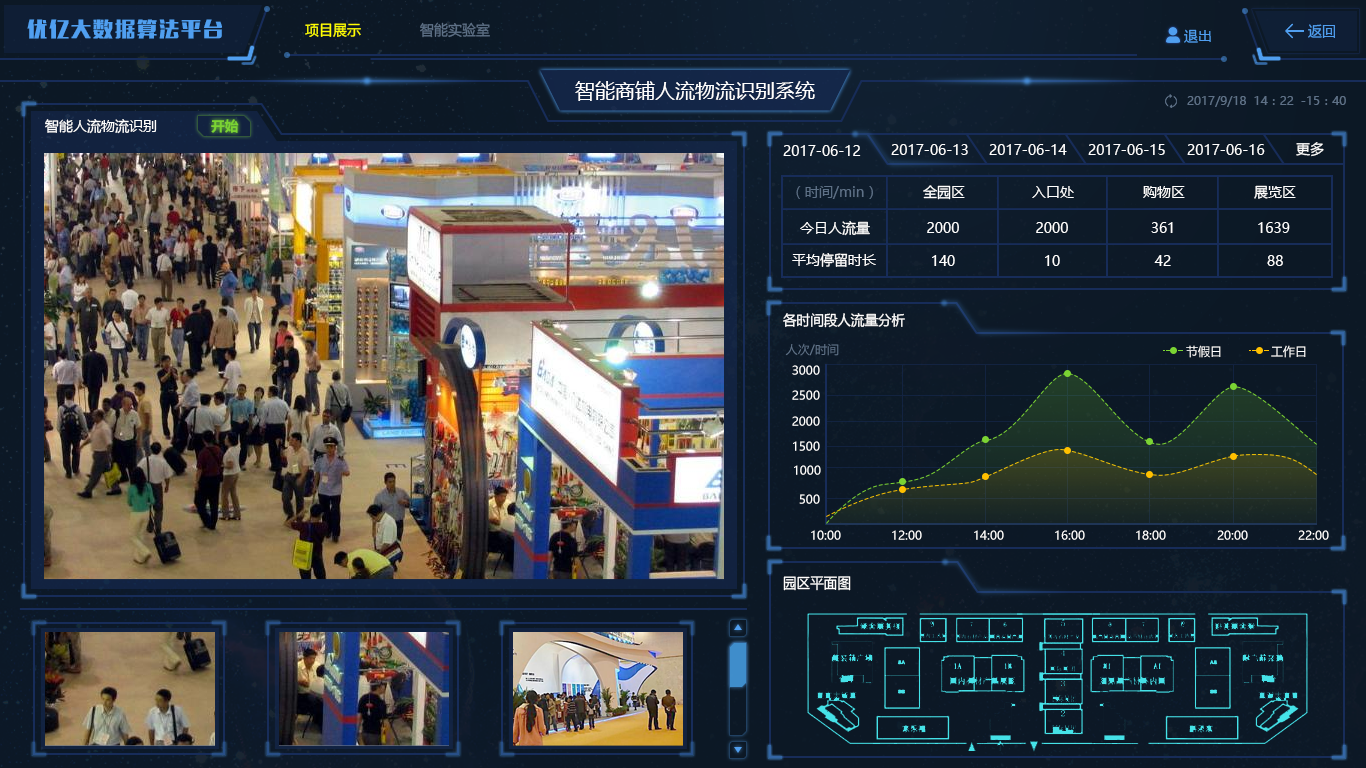 优亿大数据算法平台
项目展示
智能实验室
退出
返回
智能商铺人流物流识别系统
2017/9/18 14 : 22 -15 : 40
智能人流物流识别
开始
2017-06-12 2017-06-13 2017-06-14 2017-06-15 2017-06-16 更多
（时间/min） 全园区 入口处 购物区 展览区
今日人流量 2000 2000 361 1639
平均停留时长 140 10 42 88
各时间段人流量分析
人次/时间
节假日 工作日
3000
2500
2000
1500
1000
500
10:00 12:00 14:00 16:00 18:00 20:00 22:00
园区平面图